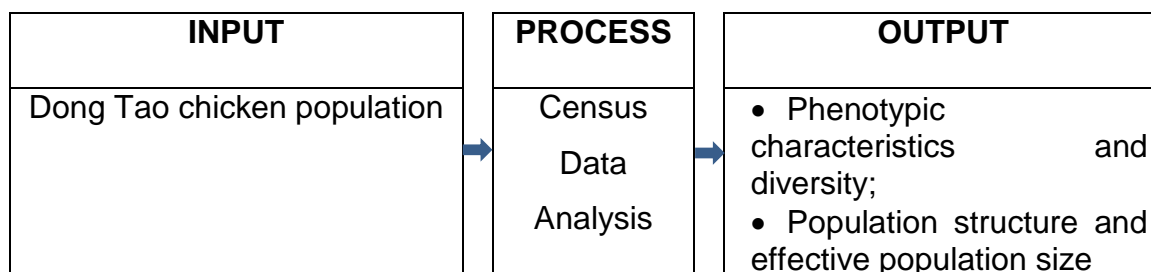 INPUT
Dong Tao chicken population
PROCESS
Census
Data
Analysis
OUTPUT
• Phenotypic
characteristics and
diversity;
• Population structure and
effective population size